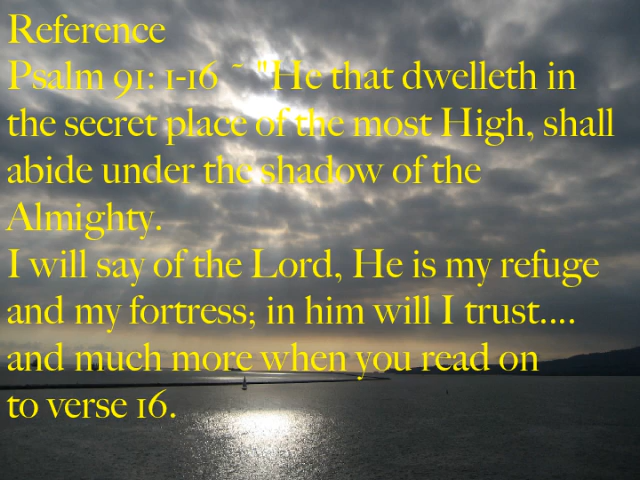 Reference
Psalm 91: 1-16 ~ "He that dwelleth in
the secret place of the most High, shall
abide under the shadow of the
Almighty.
I will say of the Lord, He is my refuge
and my fortress; in him will I trust....
and much more when you read on
to verse 16.